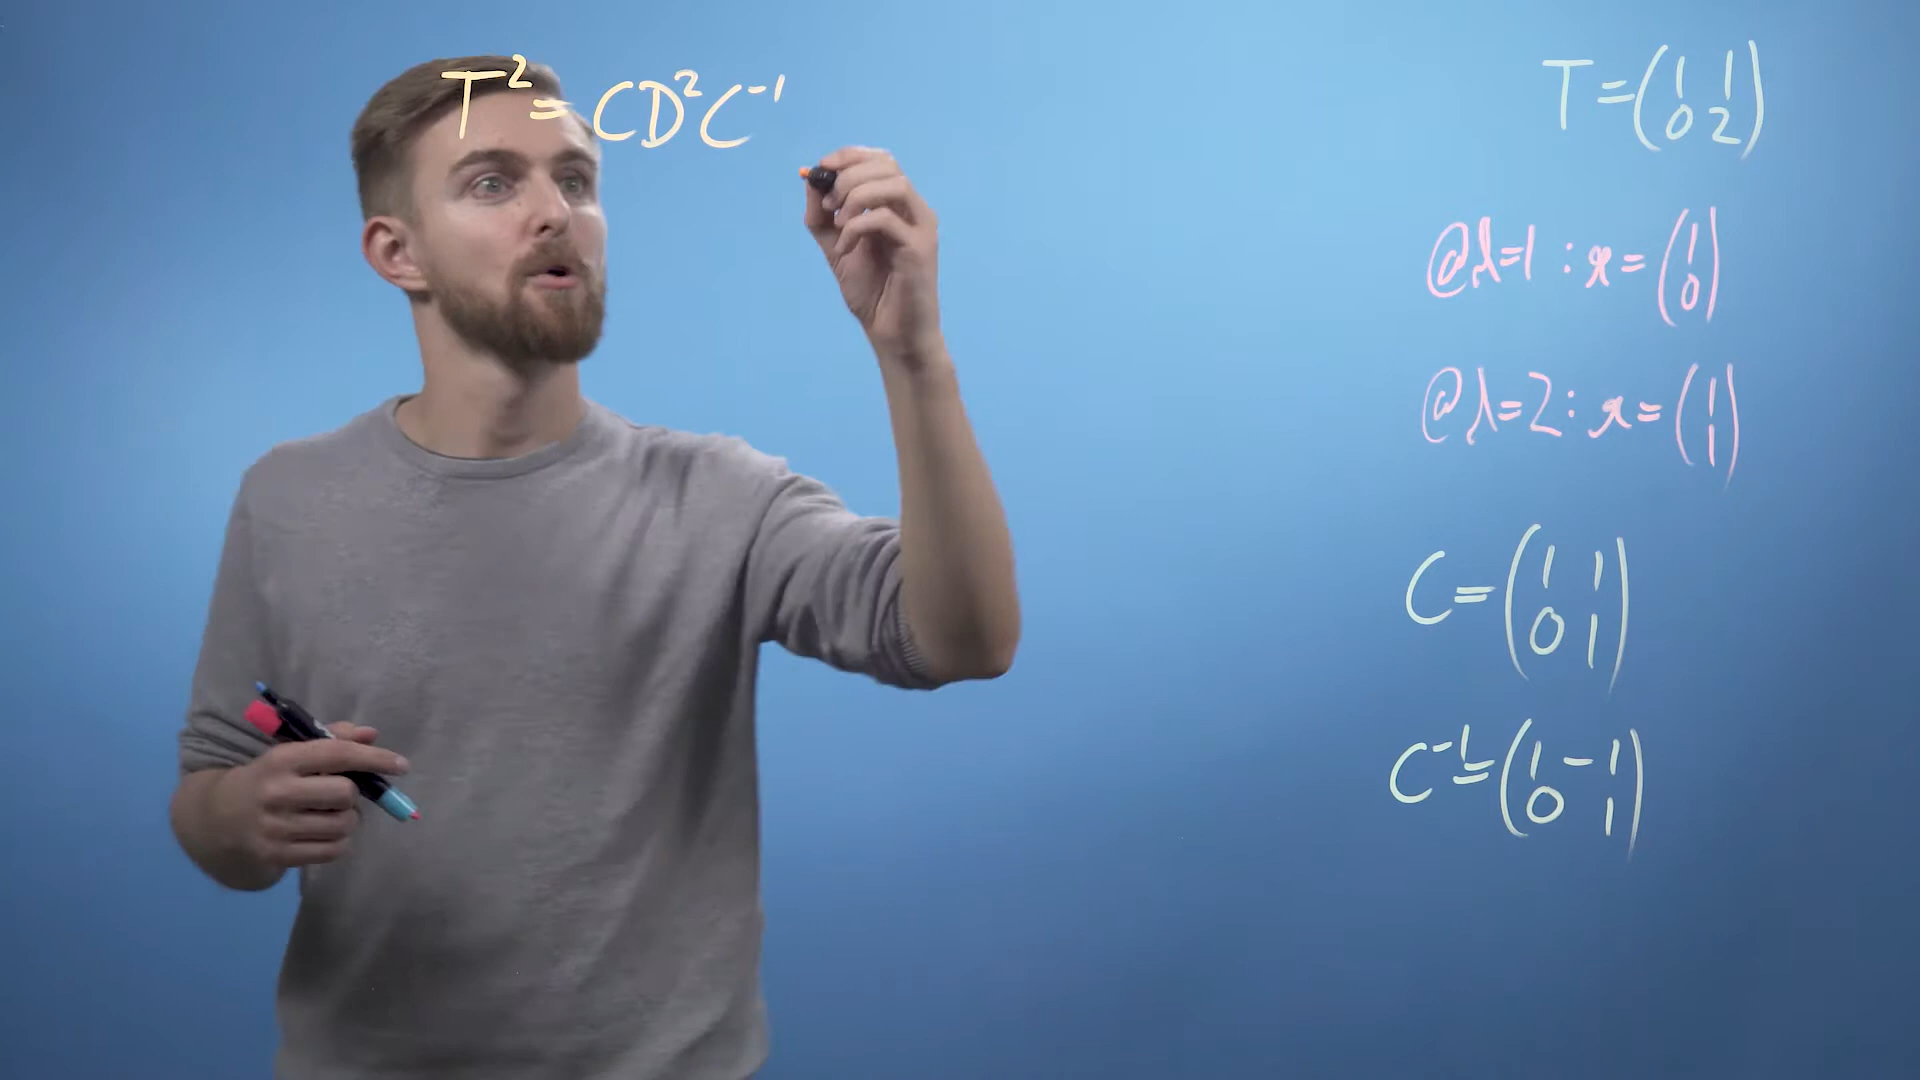 T² = CD²C⁻¹
T = (1 1
0 2)
@λ=1 : x = (1
0)
@λ=2 : x = (1
1)
C = (1 1
0 1)
C⁻¹ = (1 -1
0 1)